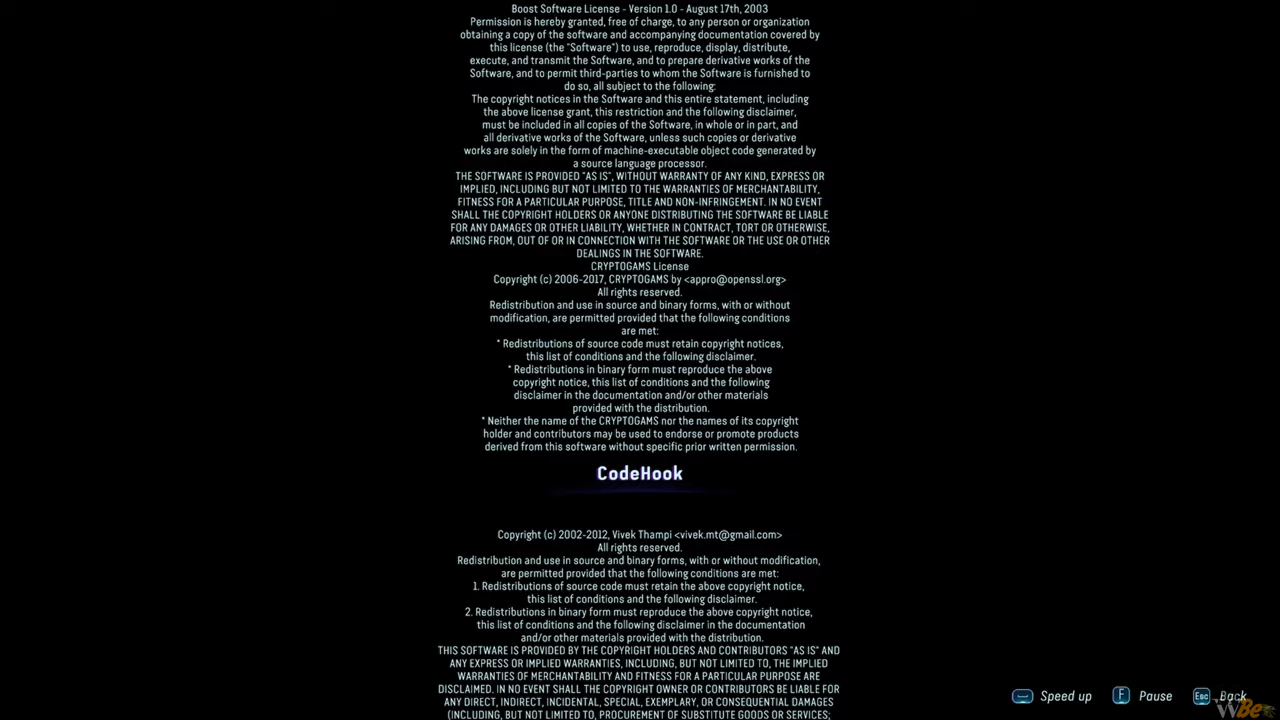 Boost Software License - Version 1.0 - August 17th, 2003
Permission is hereby granted, free of charge, to any person or organization
obtaining a copy of the software and accompanying documentation covered by
this license (the "Software") to use, reproduce, display, distribute,
execute, and transmit the Software, and to prepare derivative works of the
Software, and to permit third-parties to whom the Software is furnished to
do so, all subject to the following:
The copyright notices in the Software and this entire statement, including
the above license grant, this restriction and the following disclaimer,
must be included in all copies of the Software, in whole or in part, and
all derivative works of the Software, unless such copies or derivative
works are solely in the form of machine-executable object code generated by
a source language processor.
THE SOFTWARE IS PROVIDED "AS IS", WITHOUT WARRANTY OF ANY KIND, EXPRESS OR
IMPLIED, INCLUDING BUT NOT LIMITED TO THE WARRANTIES OF MERCHANTABILITY,
FITNESS FOR A PARTICULAR PURPOSE, TITLE AND NON-INFRINGEMENT. IN NO EVENT
SHALL THE COPYRIGHT HOLDERS OR ANYONE DISTRIBUTING THE SOFTWARE BE LIABLE
FOR ANY DAMAGES OR OTHER LIABILITY, WHETHER IN CONTRACT, TORT OR OTHERWISE,
ARISING FROM, OUT OF OR IN CONNECTION WITH THE SOFTWARE OR THE USE OR OTHER
DEALINGS IN THE SOFTWARE.
CRYPTOGAMS License
Copyright (c) 2006-2017, CRYPTOGAMS by <appro@openssl.org>
All rights reserved.
Redistribution and use in source and binary forms, with or without
modification, are permitted provided that the following conditions
are met:
* Redistributions of source code must retain copyright notices,
this list of conditions and the following disclaimer.
* Redistributions in binary form must reproduce the above
copyright notice, this list of conditions and the following
disclaimer in the documentation and/or other materials
provided with the distribution.
* Neither the name of the CRYPTOGAMS nor the names of its copyright
holder and contributors may be used to endorse or promote products
derived from this software without specific prior written permission.
CodeHook
Copyright (c) 2002-2012, Vivek Thampi <vivek.mt@gmail.com>
All rights reserved.
Redistribution and use in source and binary forms, with or without modification,
are permitted provided that the following conditions are met:
1. Redistributions of source code must retain the above copyright notice,
this list of conditions and the following disclaimer.
2. Redistributions in binary form must reproduce the above copyright notice,
this list of conditions and the following disclaimer in the documentation
and/or other materials provided with the distribution.
THIS SOFTWARE IS PROVIDED BY THE COPYRIGHT HOLDERS AND CONTRIBUTORS "AS IS" AND
ANY EXPRESS OR IMPLIED WARRANTIES, INCLUDING, BUT NOT LIMITED TO, THE IMPLIED
WARRANTIES OF MERCHANTABILITY AND FITNESS FOR A PARTICULAR PURPOSE ARE
DISCLAIMED. IN NO EVENT SHALL THE COPYRIGHT OWNER OR CONTRIBUTORS BE LIABLE FOR
ANY DIRECT, INDIRECT, INCIDENTAL, SPECIAL, EXEMPLARY, OR CONSEQUENTIAL DAMAGES
(INCLUDING, BUT NOT LIMITED TO, PROCUREMENT OF SUBSTITUTE GOODS OR SERVICES;
Speed up F Pause Esc Back
WBe